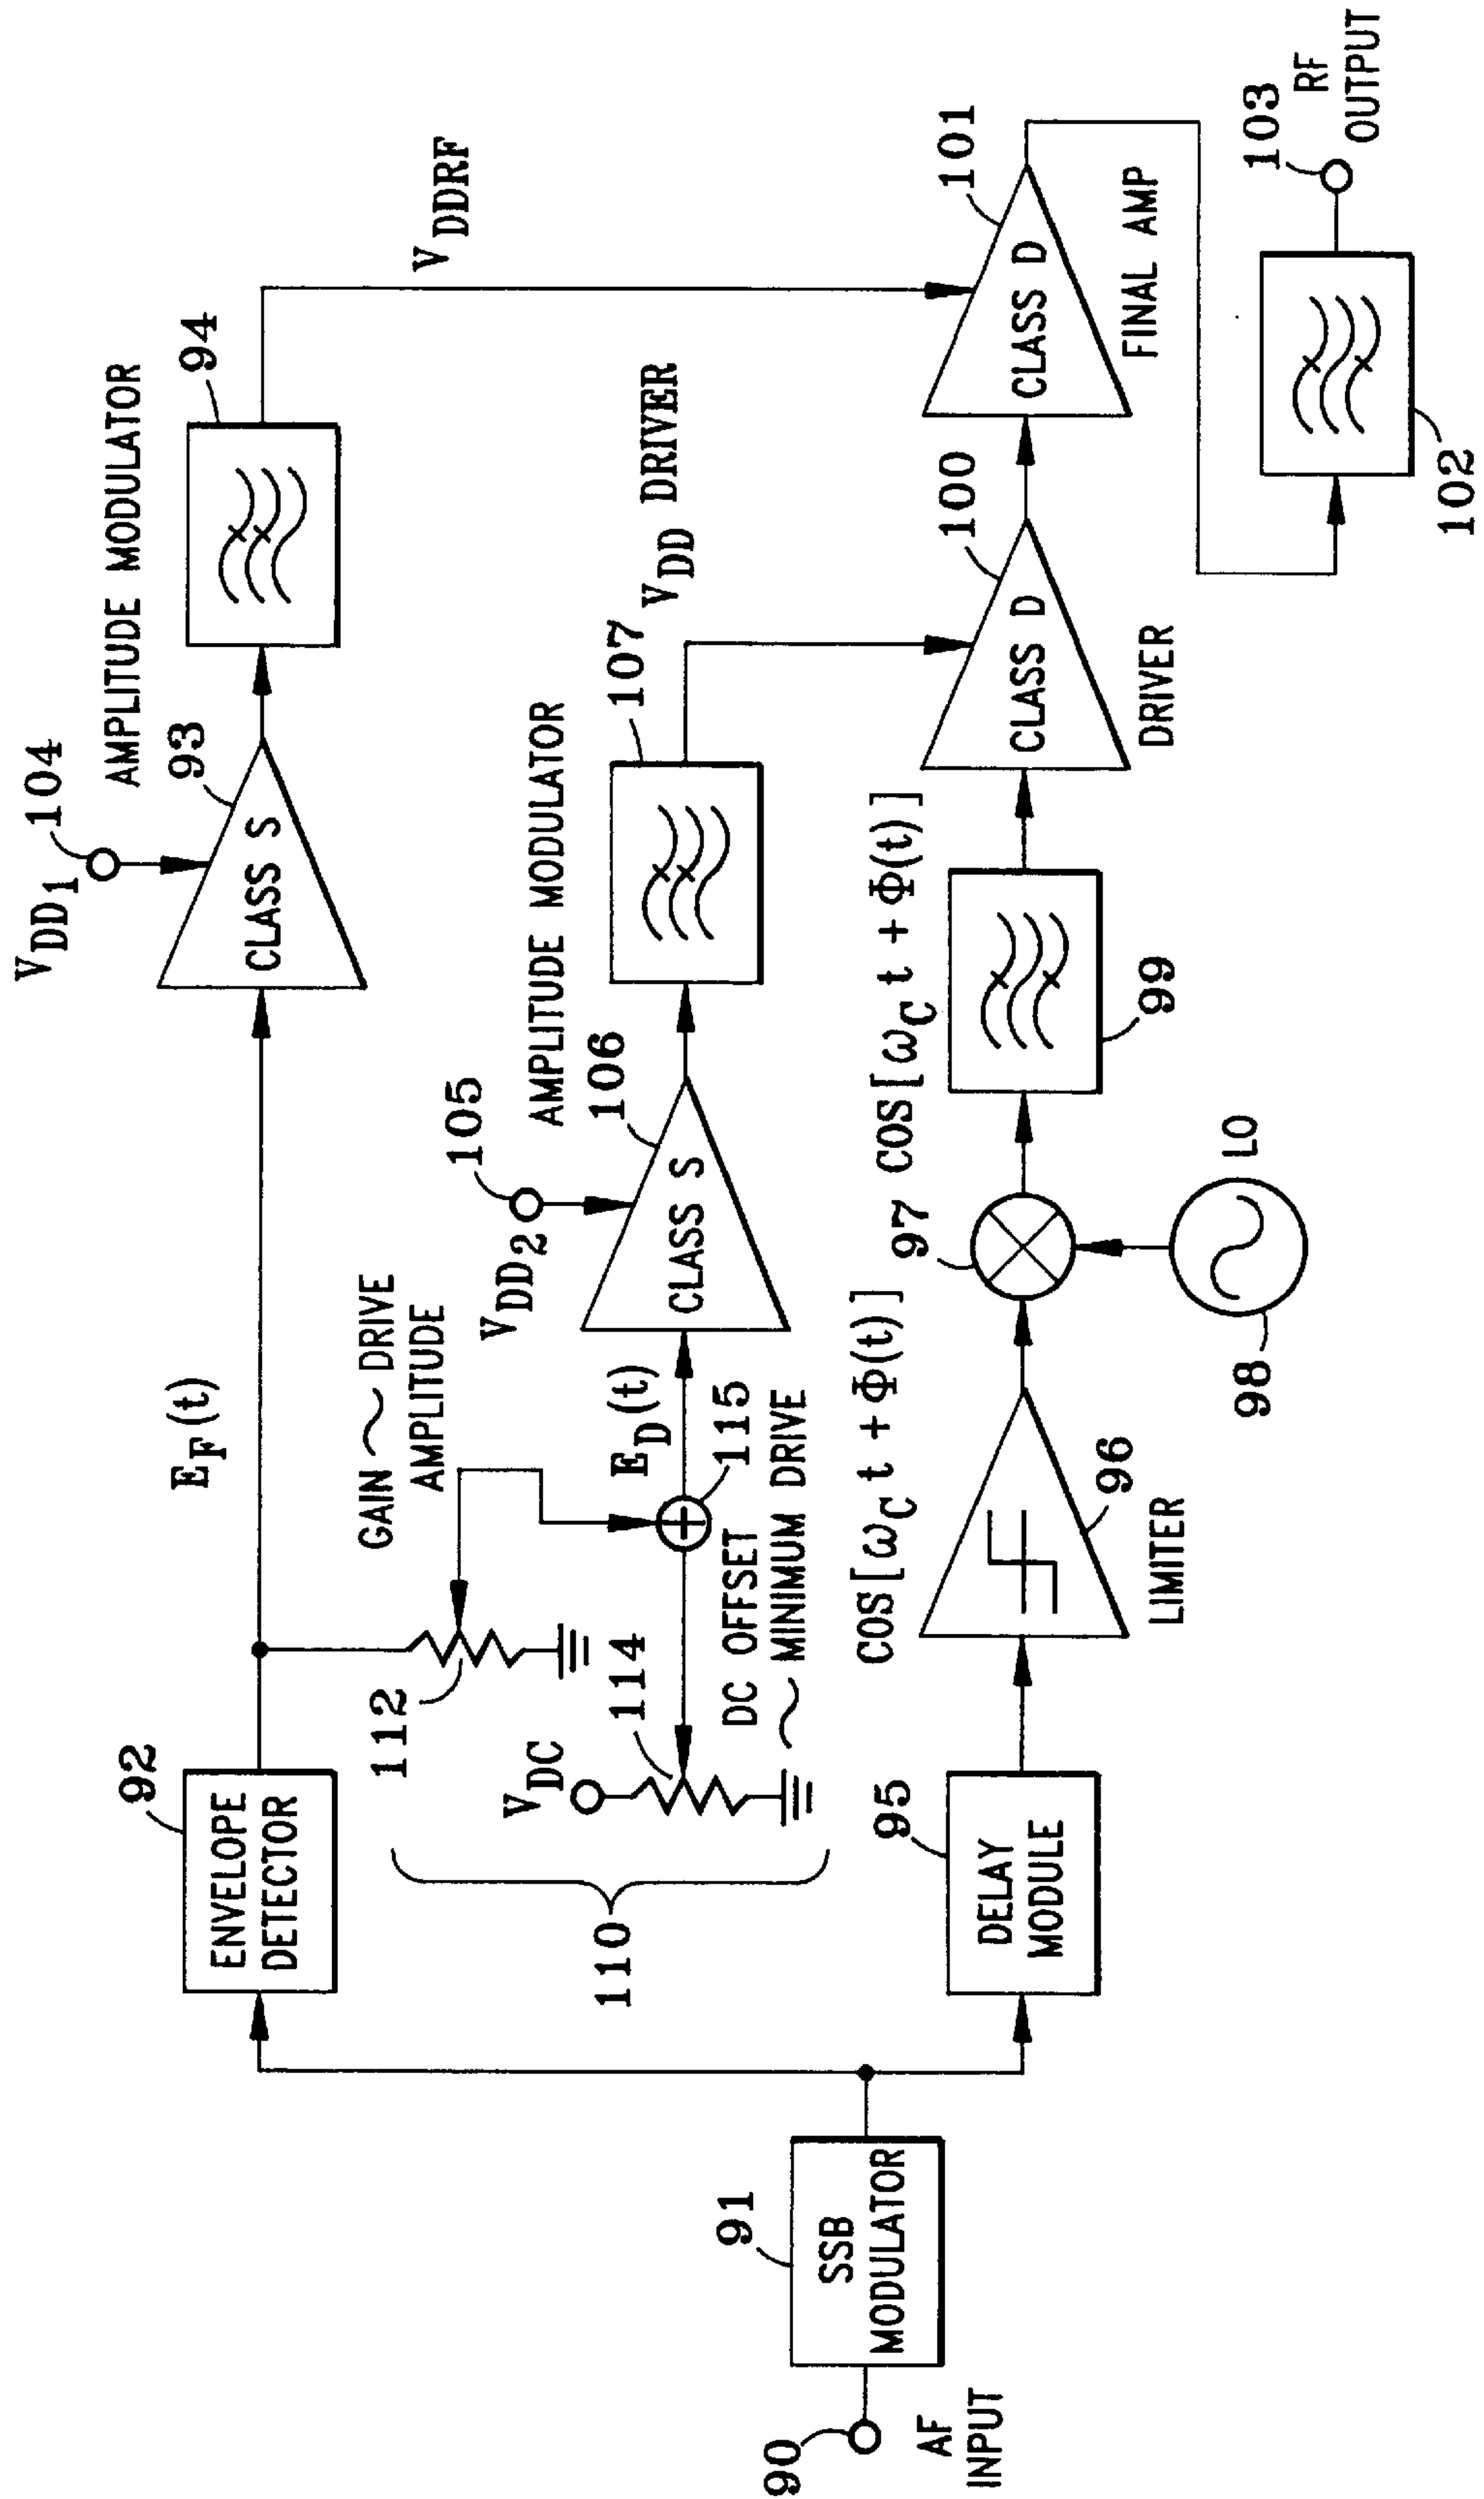 V_DD1
104
AMPLITUDE MODULATOR
93
94
CLASS S
V_DDRF
E_F(t)
92
ENVELOPE
DETECTOR
GAIN ~ DRIVE
AMPLITUDE
112
V_DD2
105
AMPLITUDE MODULATOR
106
107
CLASS S
V_DD DRIVER
V_DC
114
E_D(t)
115
DC OFFSET
~ MINIMUM DRIVE
110
90
AF
INPUT
91
SSB
MODULATOR
95
DELAY
MODULE
COS[ω_C t + Φ(t)]
96
LIMITER
97
COS[ω_C t + Φ(t)]
98
LO
99
100
CLASS D
DRIVER
101
CLASS D
FINAL AMP
102
103
RF
OUTPUT